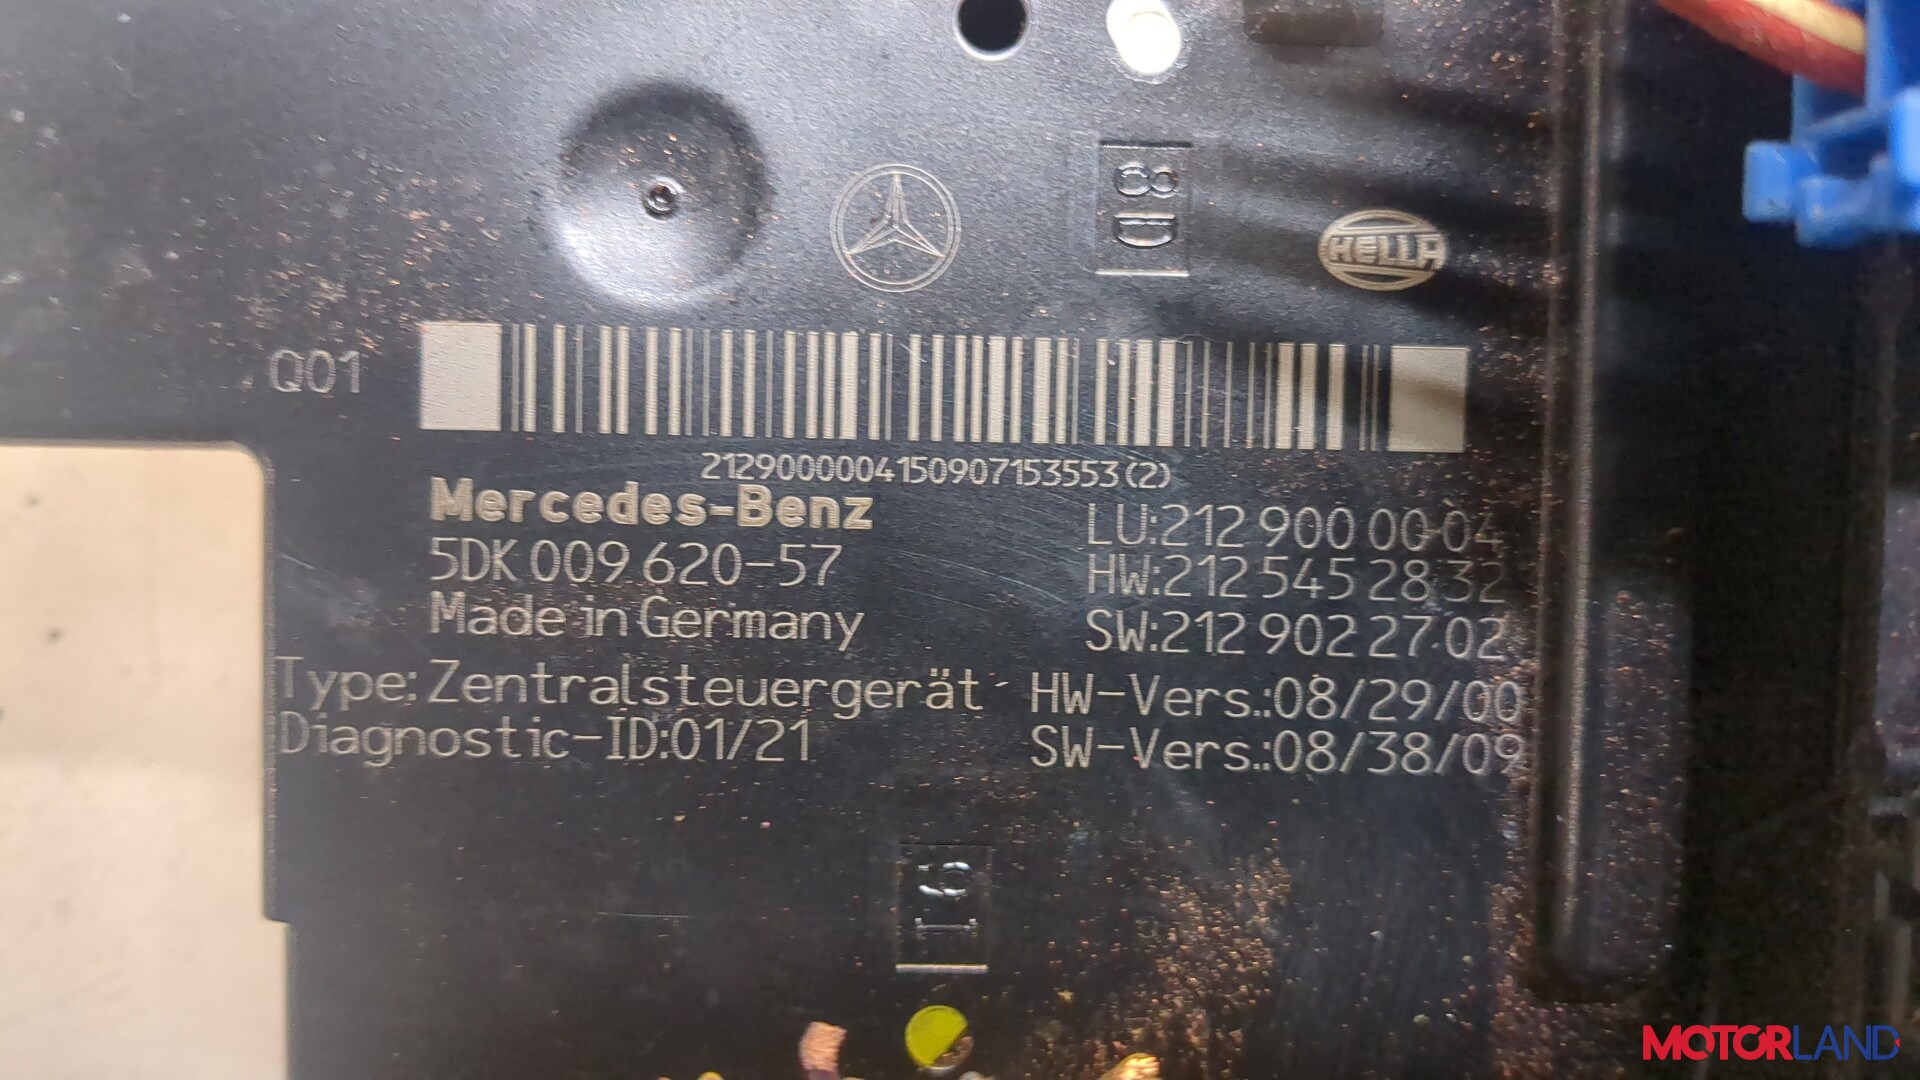 8D
HELLA
Q01
2129000004150907153553(2)
Mercedes-Benz
5DK 009 620-57
Made in Germany
LU:212 900 00 04
HW:212 545 28 32
SW:212 902 27 02
Type: Zentralsteuergerät
Diagnostic-ID:01/21
HW-Vers.:08/29/00
SW-Vers.:08/38/09
MOTORLAND